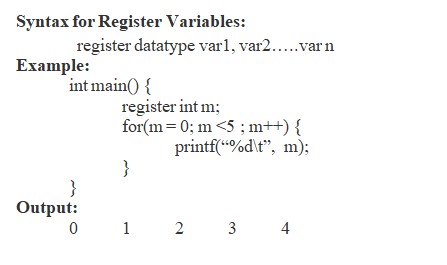 Syntax for Register Variables:
register datatype var1, var2…..var n
Example:
int main() {
register int m;
for(m = 0; m <5 ; m++) {
printf(“%d\t”, m);
}
}
Output:
0 1 2 3 4